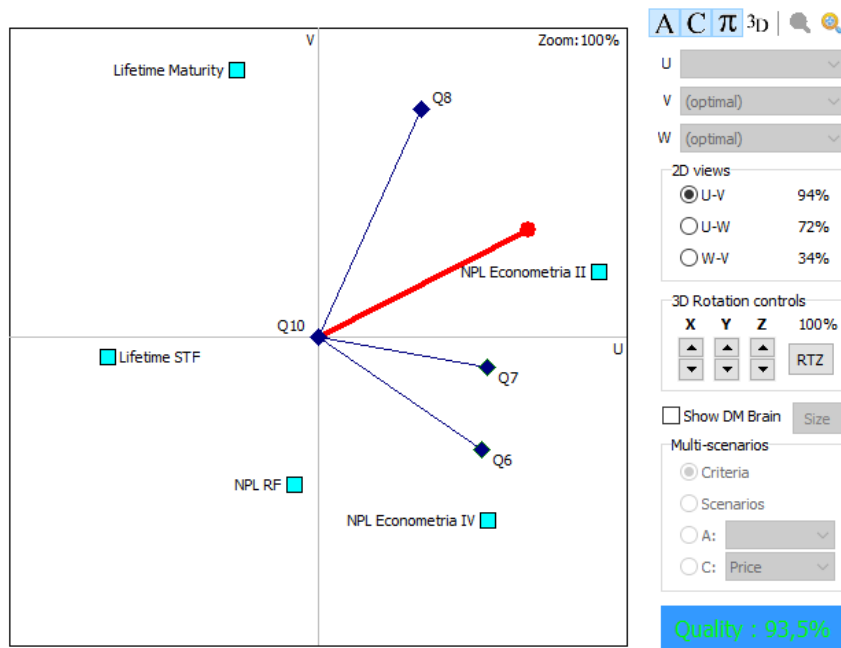 V
Zoom:100%
Lifetime Maturity
Q8
NPL Econometria II
Q10
U
Lifetime STF
Q7
Q6
NPL RF
NPL Econometria IV
A C π 3D
U
V (optimal)
W (optimal)
2D views
U-V 94%
U-W 72%
W-V 34%
3D Rotation controls
X Y Z 100%
RTZ
Show DM Brain Size
Multi-scenarios
Criteria
Scenarios
A:
C: Price
Quality : 93,5%